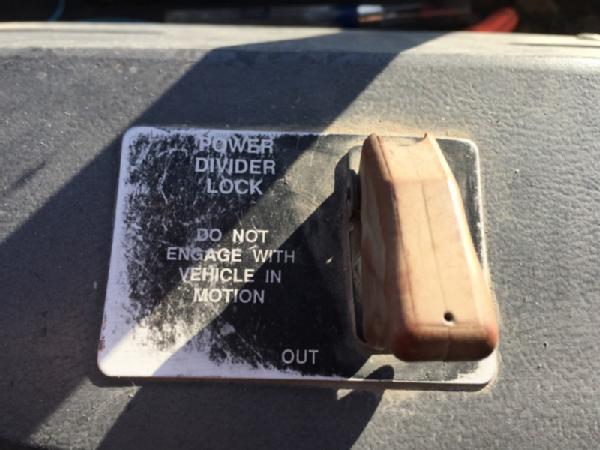 POWER
DIVIDER
LOCK
DO NOT
ENGAGE WITH
VEHICLE IN
MOTION
OUT